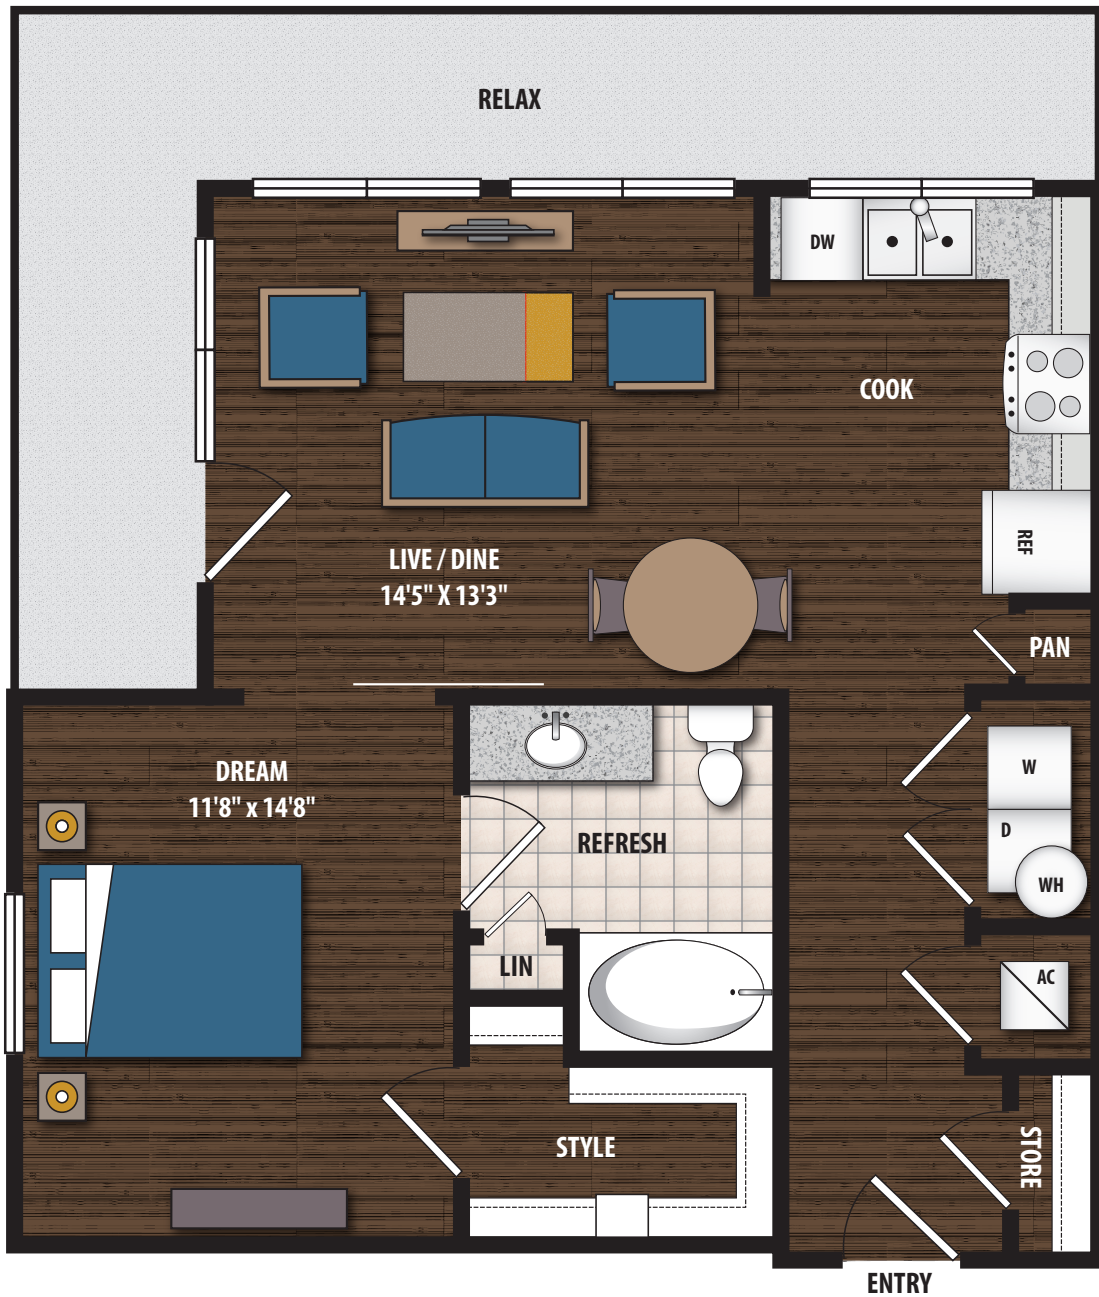 RELAX
DW
COOK
REF
LIVE / DINE
14'5" X 13'3"
PAN
W
DREAM
11'8" x 14'8"
D
REFRESH
WH
LIN
AC
STYLE
STORE
ENTRY